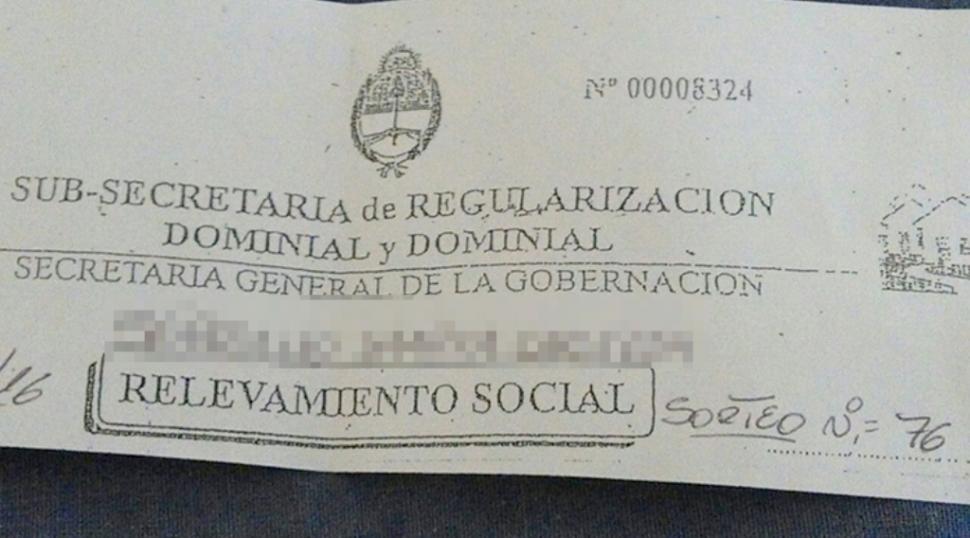 Nº 00008324
SUB-SECRETARIA de REGULARIZACION
DOMINIAL y DOMINIAL
SECRETARIA GENERAL DE LA GOBERNACION
/16
RELEVAMIENTO SOCIAL
SORTEO Nº= 76